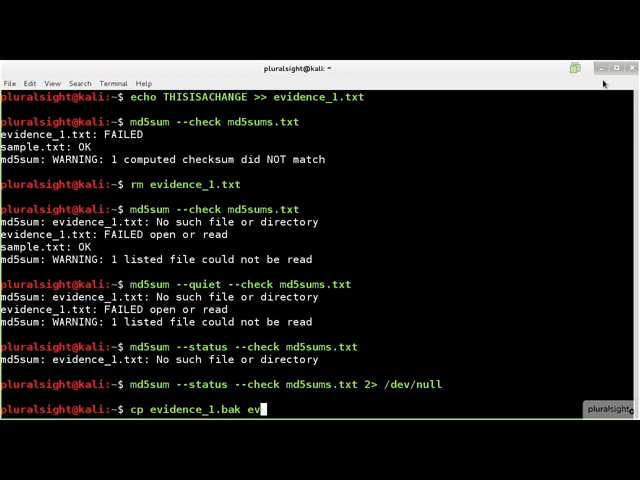 pluralsight@kali: ~
File Edit View Search Terminal Help
pluralsight@kali:~$ echo THISISACHANGE >> evidence_1.txt
pluralsight@kali:~$ md5sum --check md5sums.txt
evidence_1.txt: FAILED
sample.txt: OK
md5sum: WARNING: 1 computed checksum did NOT match
pluralsight@kali:~$ rm evidence_1.txt
pluralsight@kali:~$ md5sum --check md5sums.txt
md5sum: evidence_1.txt: No such file or directory
evidence_1.txt: FAILED open or read
sample.txt: OK
md5sum: WARNING: 1 listed file could not be read
pluralsight@kali:~$ md5sum --quiet --check md5sums.txt
md5sum: evidence_1.txt: No such file or directory
evidence_1.txt: FAILED open or read
md5sum: WARNING: 1 listed file could not be read
pluralsight@kali:~$ md5sum --status --check md5sums.txt
md5sum: evidence_1.txt: No such file or directory
pluralsight@kali:~$ md5sum --status --check md5sums.txt 2> /dev/null
pluralsight@kali:~$ cp evidence_1.bak ev
pluralsight